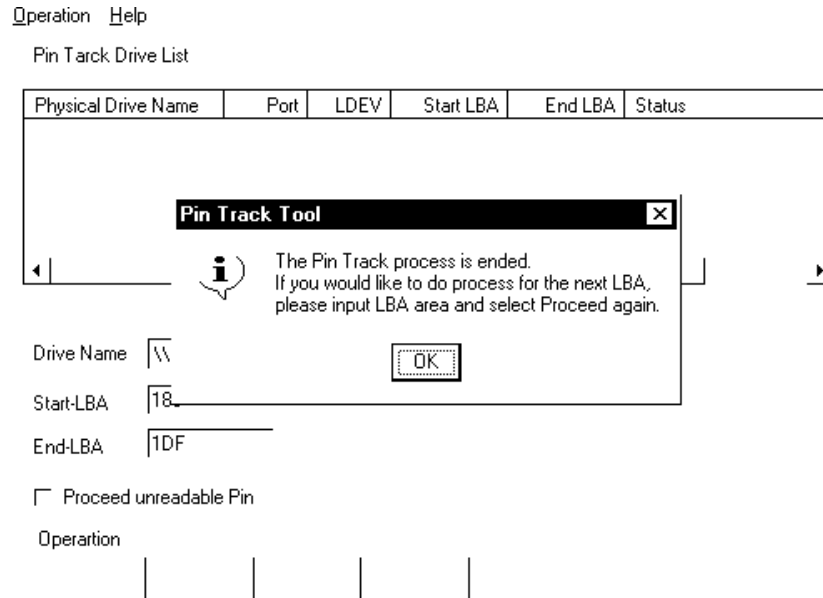 Operation Help
Pin Tarck Drive List
Physical Drive Name Port LDEV Start LBA End LBA Status
Pin Track Tool
The Pin Track process is ended.
If you would like to do process for the next LBA,
please input LBA area and select Proceed again.
OK
Drive Name \\
Start-LBA 18
End-LBA 1DF
Proceed unreadable Pin
Operartion